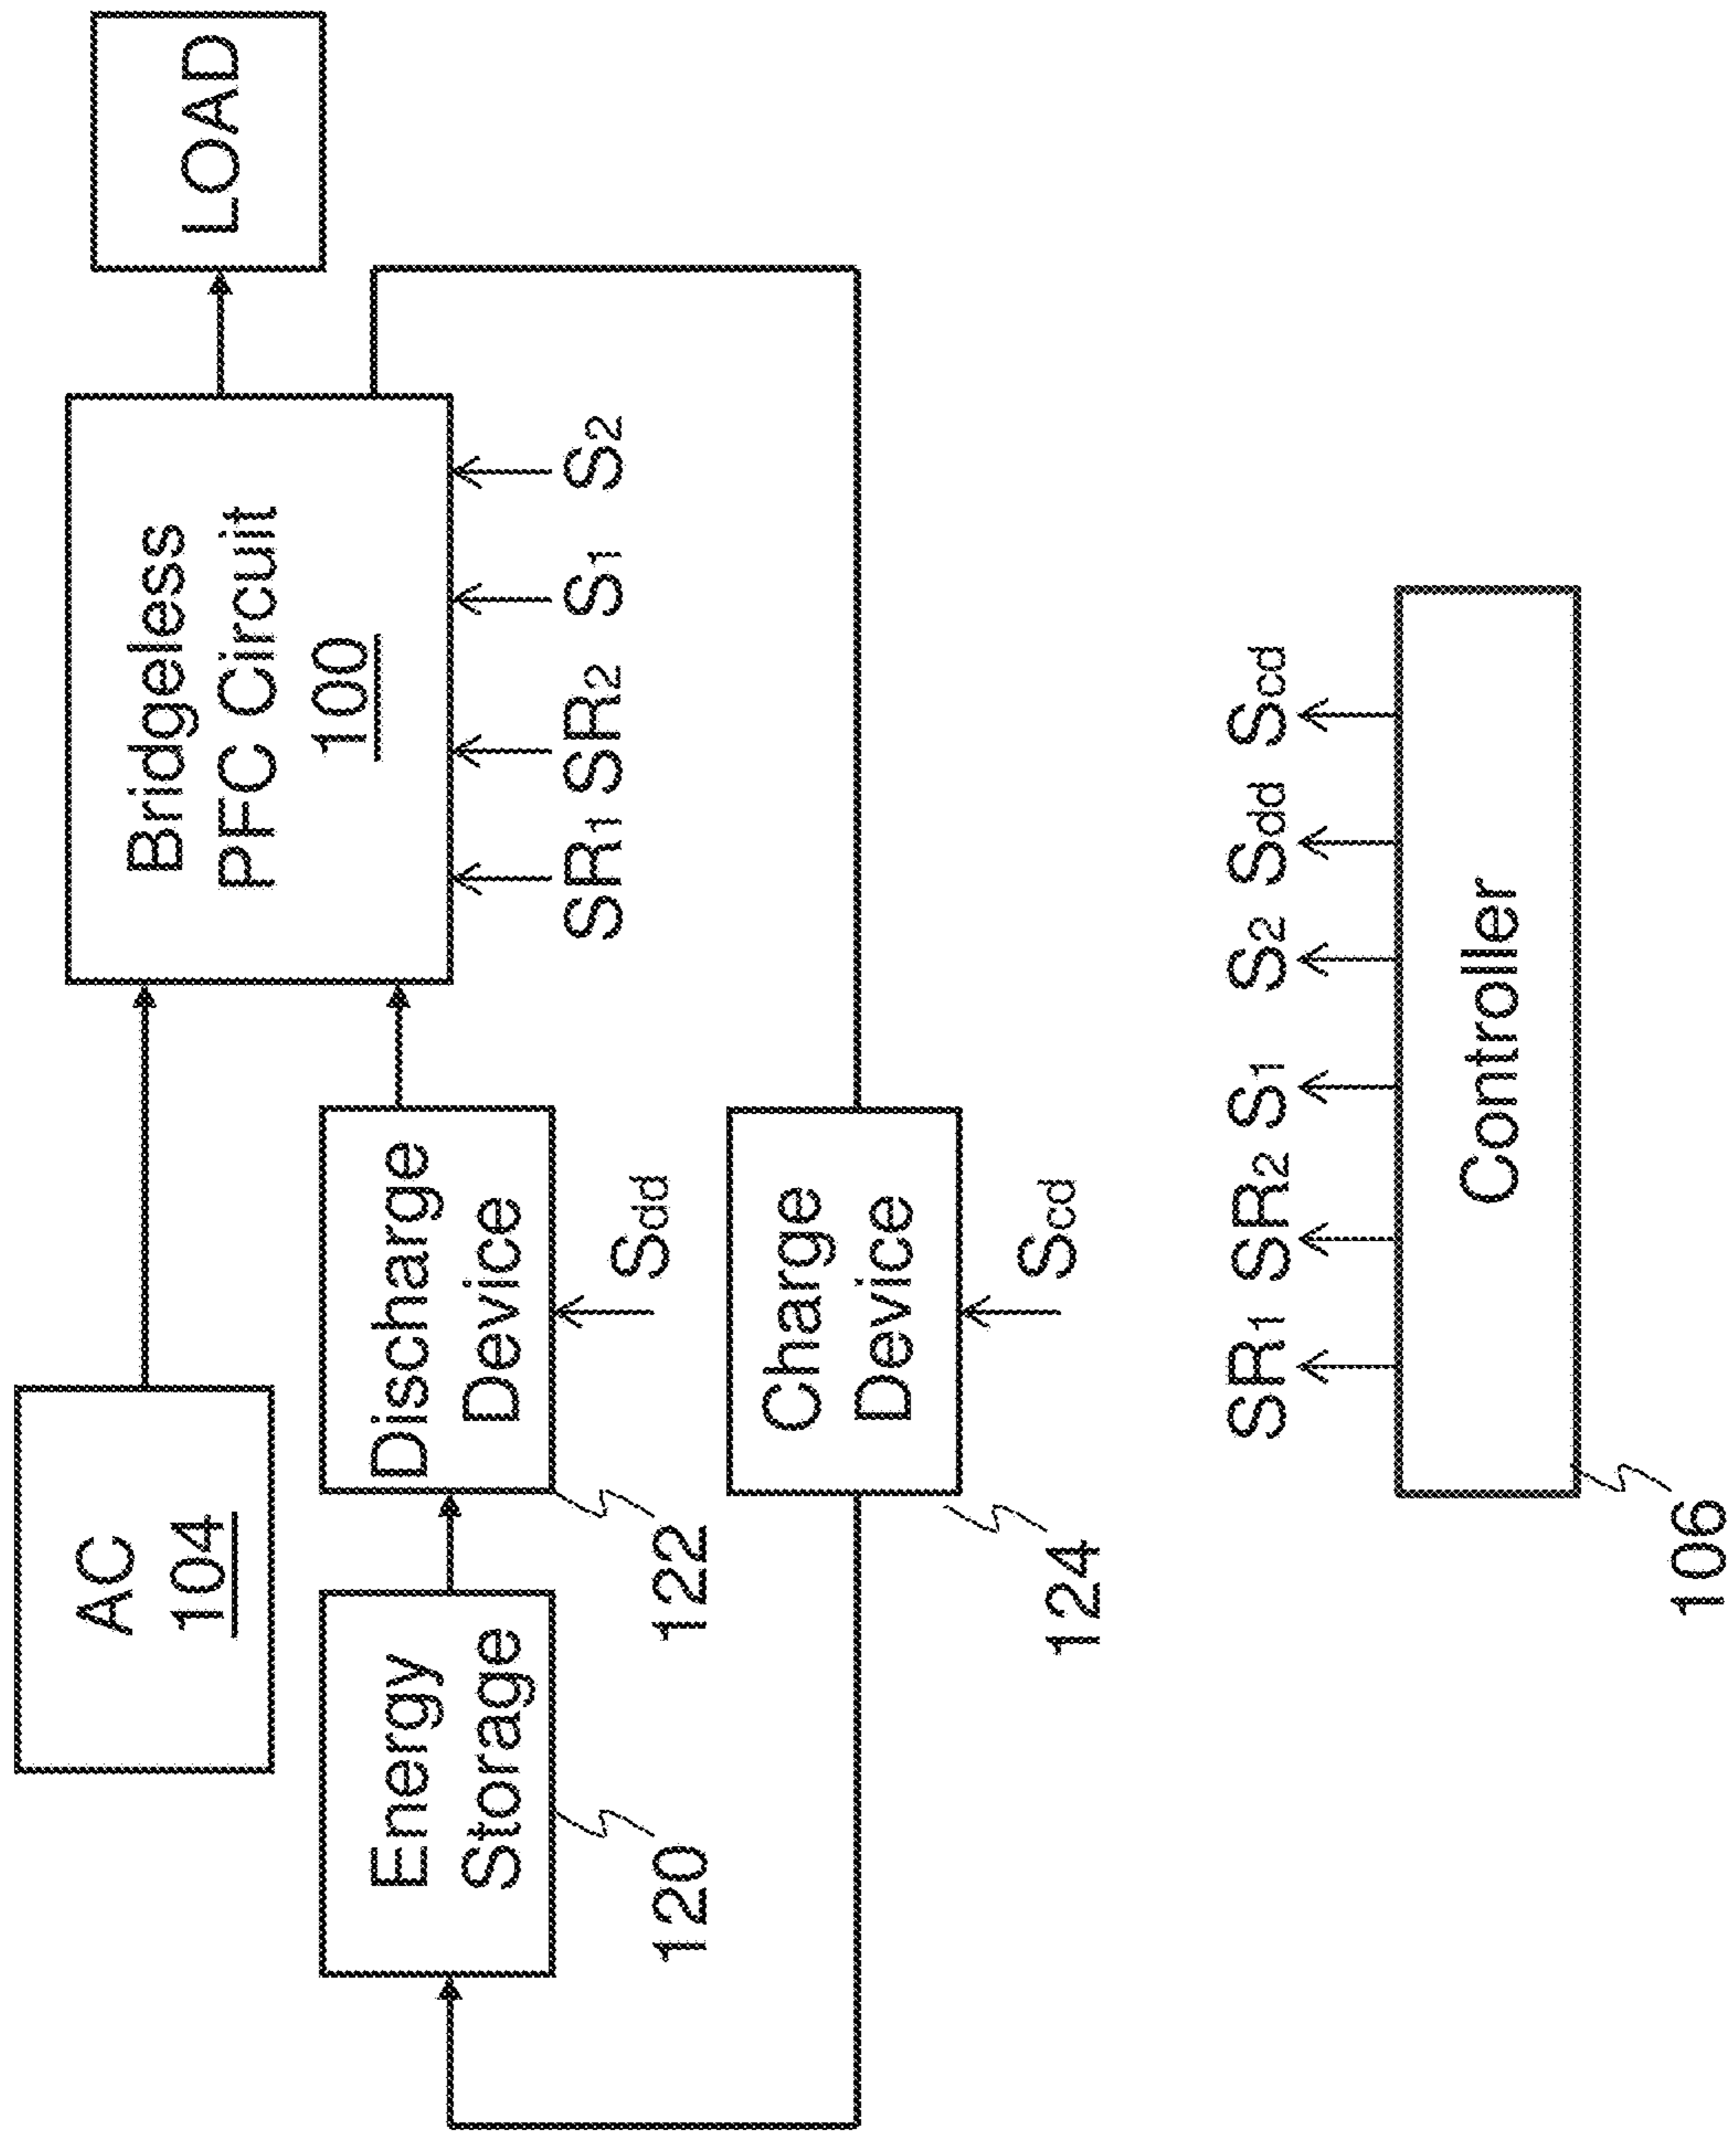 AC
104
Bridgeless
PFC Circuit
100
LOAD
Energy
Storage
120
Discharge
Device
122
Sdd
SR1 SR2 S1 S2
Charge
Device
124
Scd
SR1 SR2 S1 S2 Sdd Scd
Controller
106